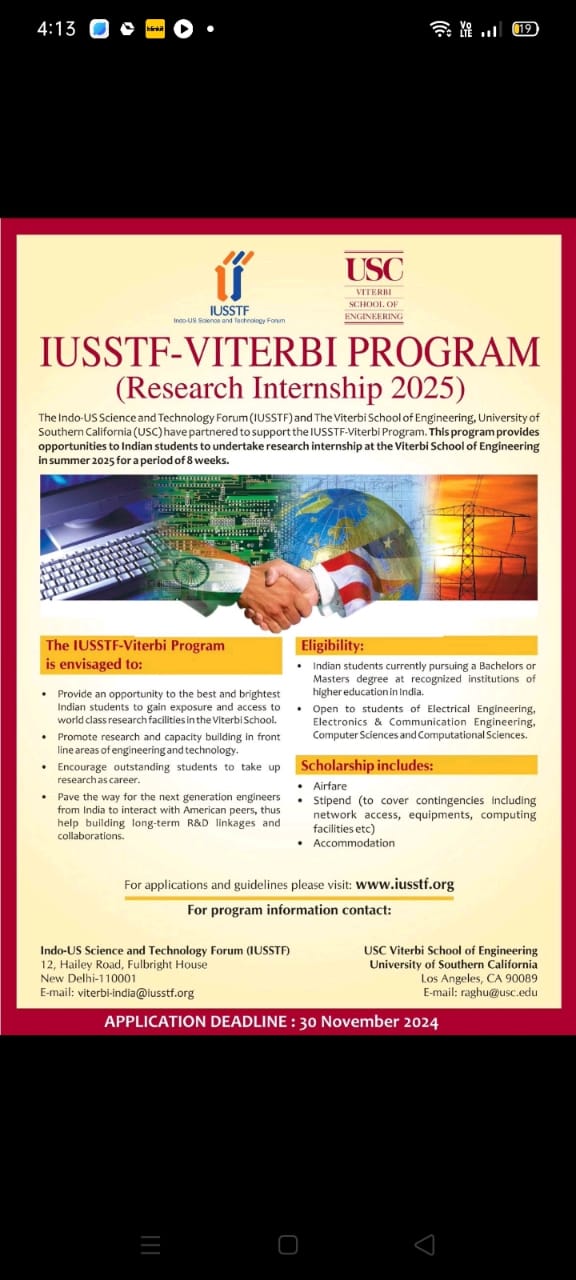 4:13
blinkit
Vo
LTE
19
IUSSTF
Indo-US Science and Technology Forum
USC
VITERBI
SCHOOL OF
ENGINEERING
IUSSTF-VITERBI PROGRAM
(Research Internship 2025)
The Indo-US Science and Technology Forum (IUSSTF) and The Viterbi School of Engineering, University of
Southern California (USC) have partnered to support the IUSSTF-Viterbi Program. This program provides
opportunities to Indian students to undertake research internship at the Viterbi School of Engineering
in summer 2025 for a period of 8 weeks.
The IUSSTF-Viterbi Program
is envisaged to:
• Provide an opportunity to the best and brightest
Indian students to gain exposure and access to
world class research facilities in the Viterbi School.
• Promote research and capacity building in front
line areas of engineering and technology.
• Encourage outstanding students to take up
research as career.
• Pave the way for the next generation engineers
from India to interact with American peers, thus
help building long-term R&D linkages and
collaborations.
Eligibility:
• Indian students currently pursuing a Bachelors or
Masters degree at recognized institutions of
higher education in India.
• Open to students of Electrical Engineering,
Electronics & Communication Engineering,
Computer Sciences and Computational Sciences.
Scholarship includes:
• Airfare
• Stipend (to cover contingencies including
network access, equipments, computing
facilities etc)
• Accommodation
For applications and guidelines please visit: www.iusstf.org
For program information contact:
Indo-US Science and Technology Forum (IUSSTF)
12, Hailey Road, Fulbright House
New Delhi-110001
E-mail: viterbi-india@iusstf.org
USC Viterbi School of Engineering
University of Southern California
Los Angeles, CA 90089
E-mail: raghu@usc.edu
APPLICATION DEADLINE : 30 November 2024